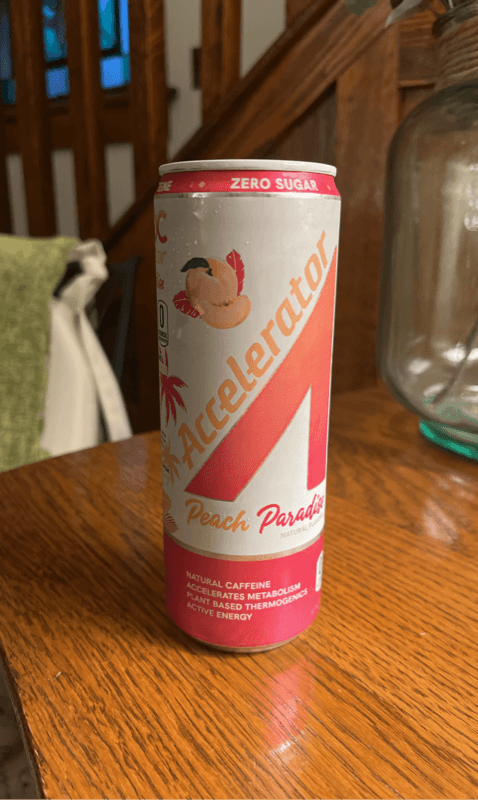 ZERO SUGAR
Accelerator
Peach Paradise
NATURAL CAFFEINE
ACCELERATES METABOLISM
PLANT BASED THERMOGENICS
ACTIVE ENERGY